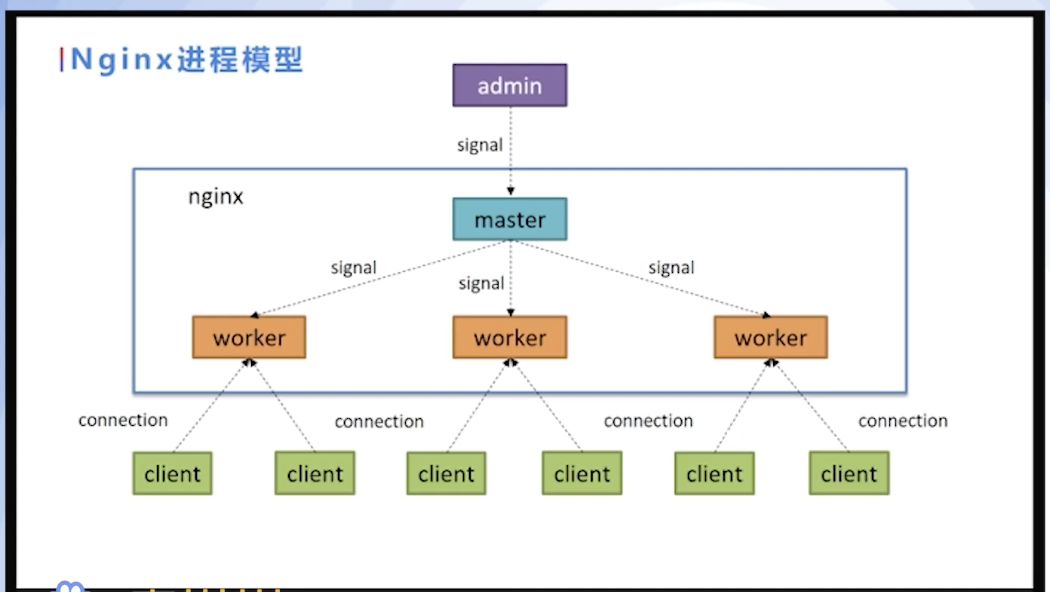 Nginx进程模型
admin
signal
nginx
master
signal
signal
signal
worker
worker
worker
connection
connection
connection
connection
client
client
client
client
client
client